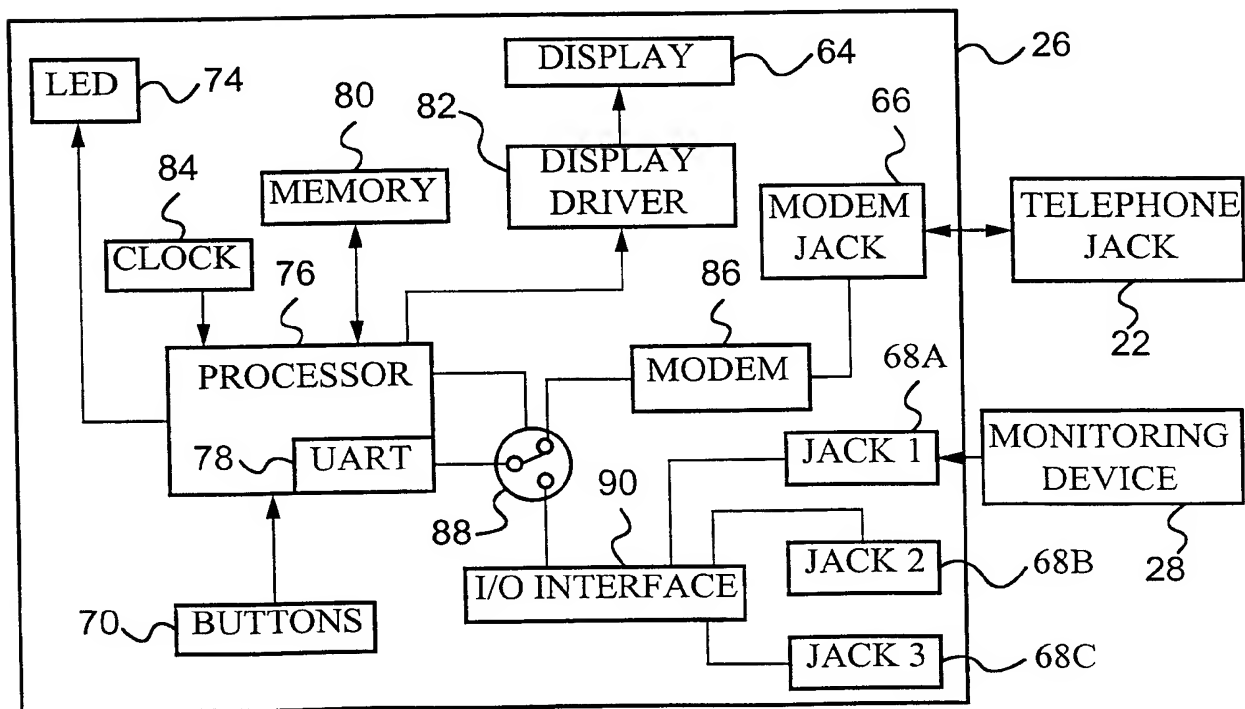 DISPLAY
64
26
LED
74
80
82
DISPLAY
DRIVER
66
84
MEMORY
MODEM
JACK
TELEPHONE
JACK
CLOCK
76
86
22
PROCESSOR
MODEM
68A
78
UART
JACK 1
MONITORING
DEVICE
88
90
JACK 2
68B
28
I/O INTERFACE
70
BUTTONS
JACK 3
68C